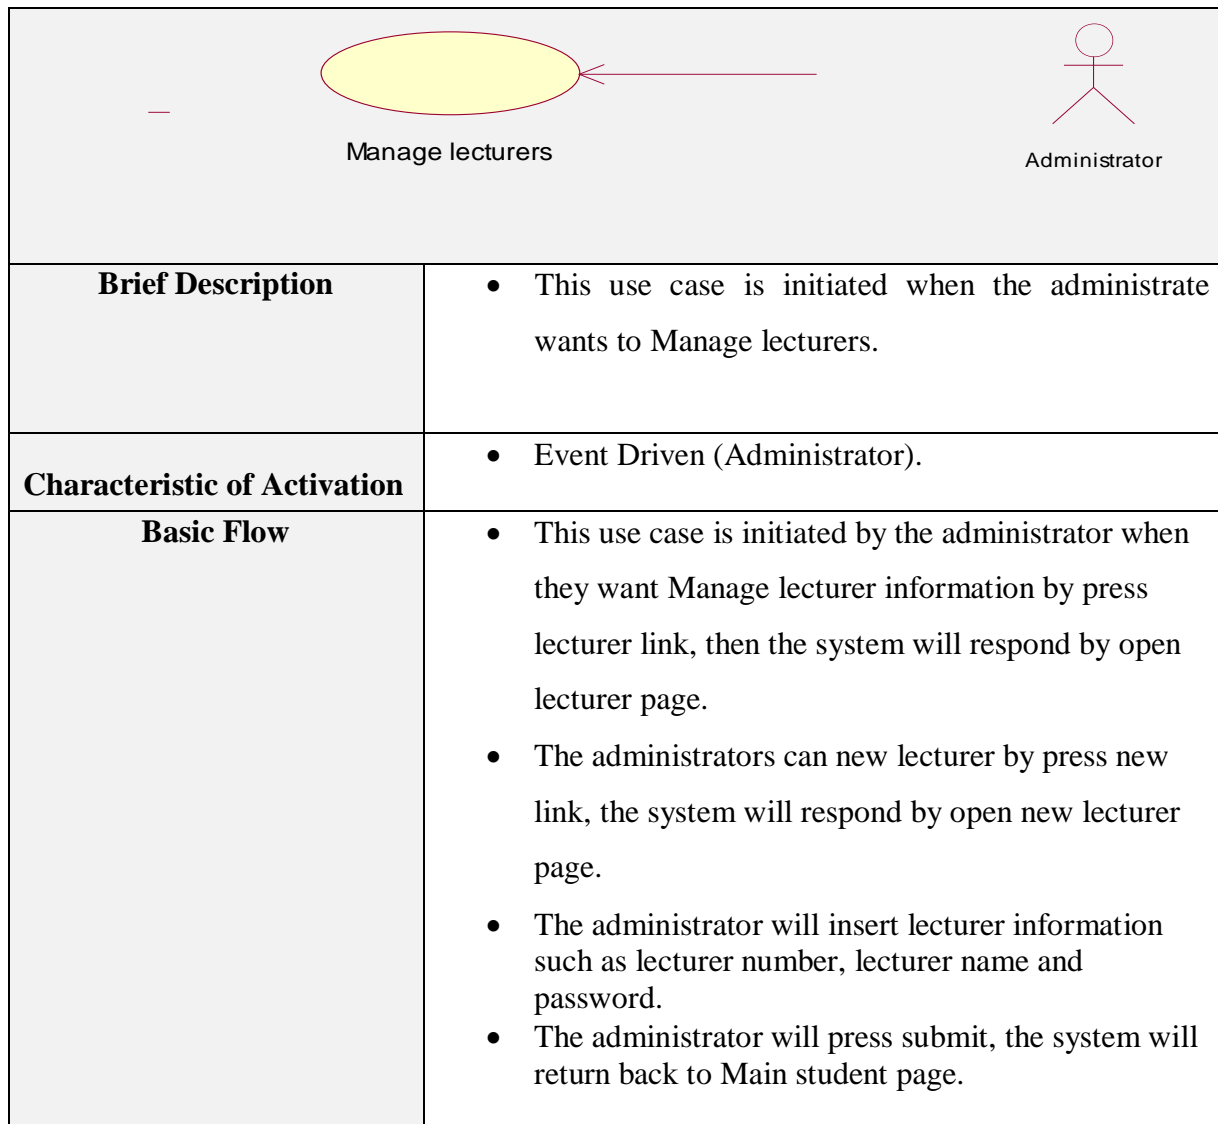 Manage lecturers
Administrator
Brief Description
• This use case is initiated when the administrate
wants to Manage lecturers.
Characteristic of Activation
• Event Driven (Administrator).
Basic Flow
• This use case is initiated by the administrator when
they want Manage lecturer information by press
lecturer link, then the system will respond by open
lecturer page.
• The administrators can new lecturer by press new
link, the system will respond by open new lecturer
page.
• The administrator will insert lecturer information
such as lecturer number, lecturer name and
password.
• The administrator will press submit, the system will
return back to Main student page.